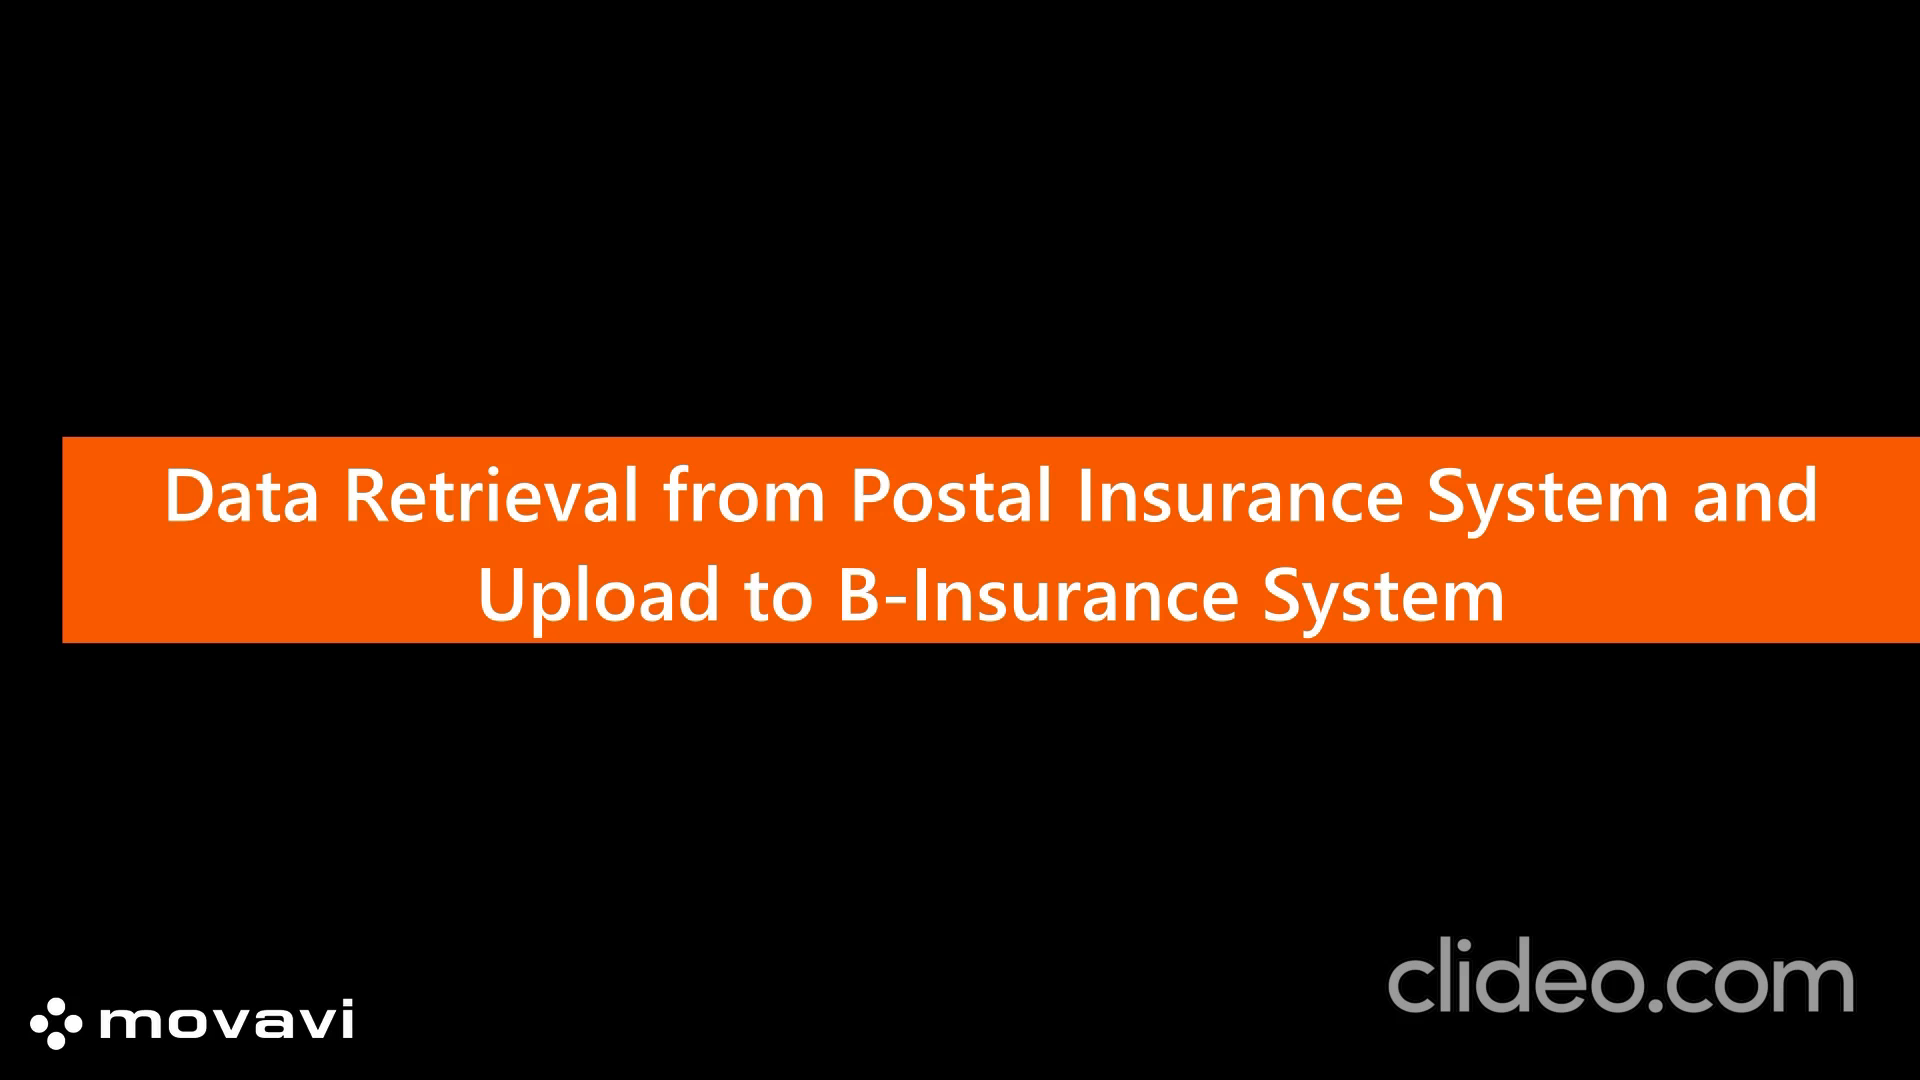 Data Retrieval from Postal Insurance System and
Upload to B-Insurance System
clideo.com
movavi